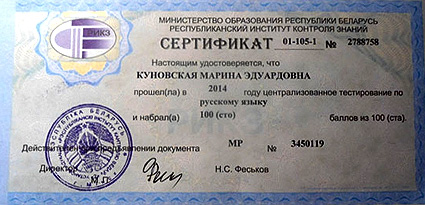 МИНИСТЕРСТВО ОБРАЗОВАНИЯ РЕСПУБЛИКИ БЕЛАРУСЬ
РЕСПУБЛИКАНСКИЙ ИНСТИТУТ КОНТРОЛЯ ЗНАНИЙ
РИКЗ
СЕРТИФИКАТ 01-105-1 № 2788758
Настоящим удостоверяется, что
КУНОВСКАЯ МАРИНА ЭДУАРДОВНА
прошел(ла) в 2014 году централизованное тестирование по
русскому языку
и набрал(а) 100 (сто) баллов из 100 (ста).
Действителен при предъявлении документа МР № 3450119
Директор Н.С. Феськов
М.П.